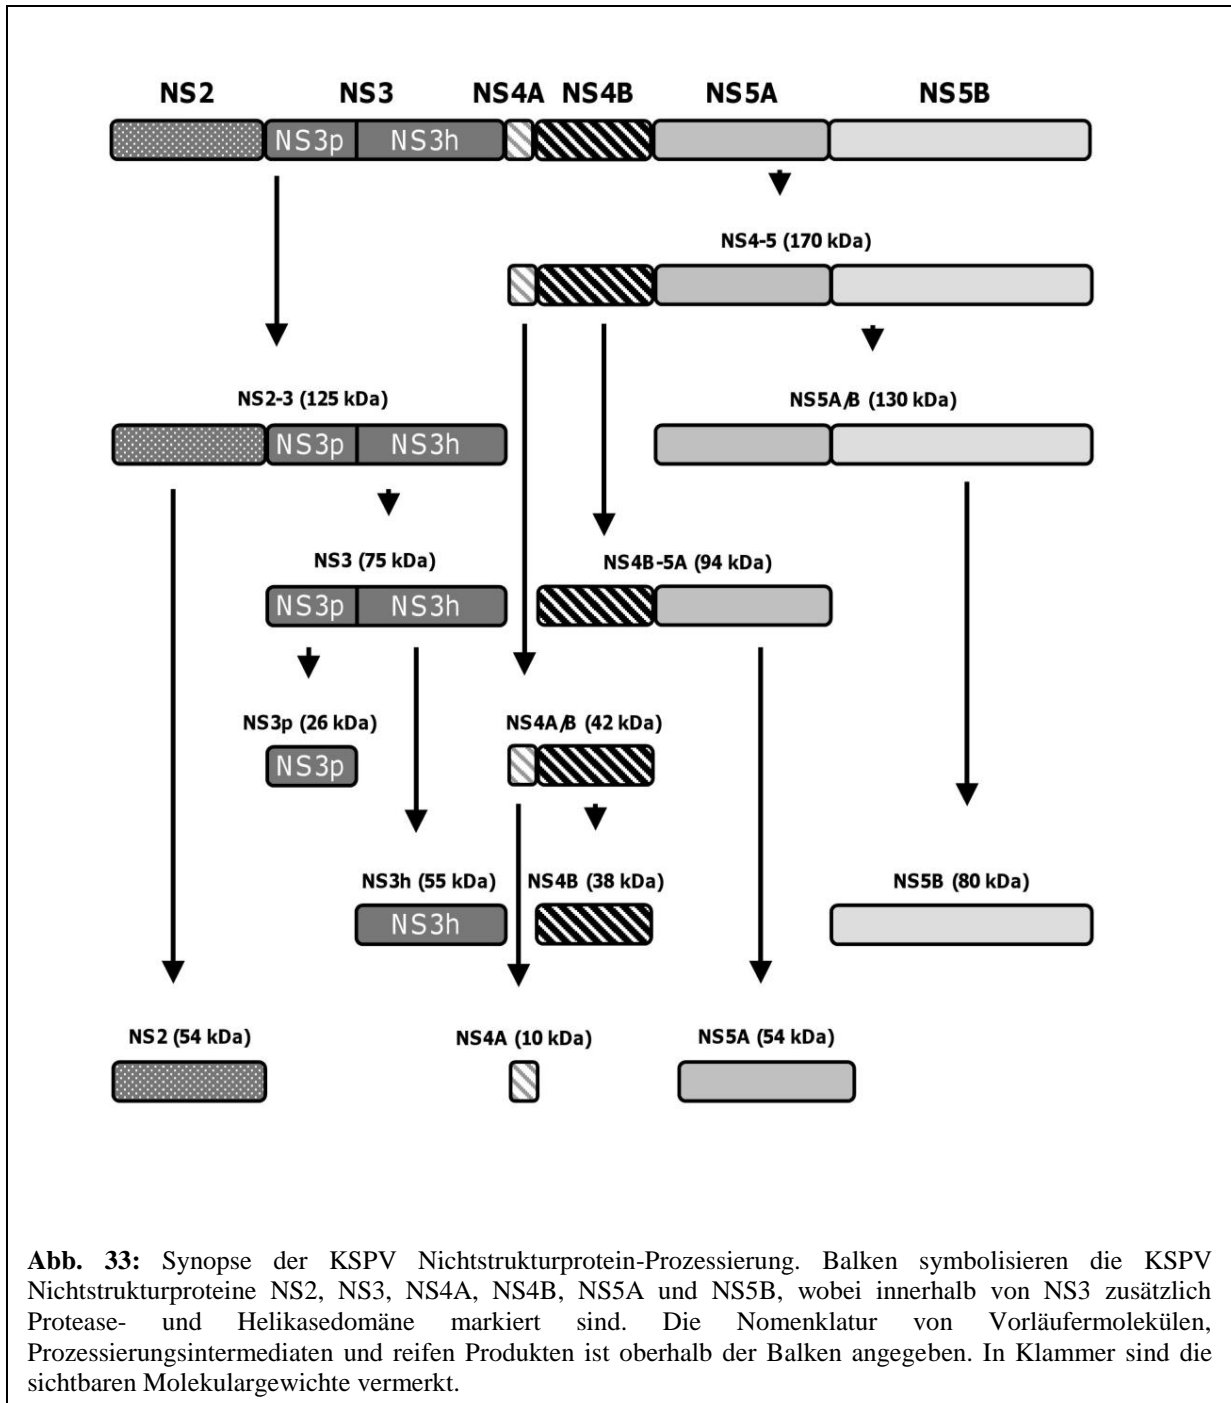 NS2 NS3 NS4A NS4B NS5A NS5B
NS3p NS3h
NS4-5 (170 kDa)
NS2-3 (125 kDa) NS5A/B (130 kDa)
NS3p NS3h
NS3 (75 kDa) NS4B-5A (94 kDa)
NS3p NS3h
NS3p (26 kDa) NS4A/B (42 kDa)
NS3p
NS3h (55 kDa) NS4B (38 kDa) NS5B (80 kDa)
NS3h
NS2 (54 kDa) NS4A (10 kDa) NS5A (54 kDa)
Abb. 33: Synopse der KSPV Nichtstrukturprotein-Prozessierung. Balken symbolisieren die KSPV
Nichtstrukturproteine NS2, NS3, NS4A, NS4B, NS5A und NS5B, wobei innerhalb von NS3 zusätzlich
Protease- und Helikasedomäne markiert sind. Die Nomenklatur von Vorläufermolekülen,
Prozessierungsintermediaten und reifen Produkten ist oberhalb der Balken angegeben. In Klammer sind die
sichtbaren Molekulargewichte vermerkt.